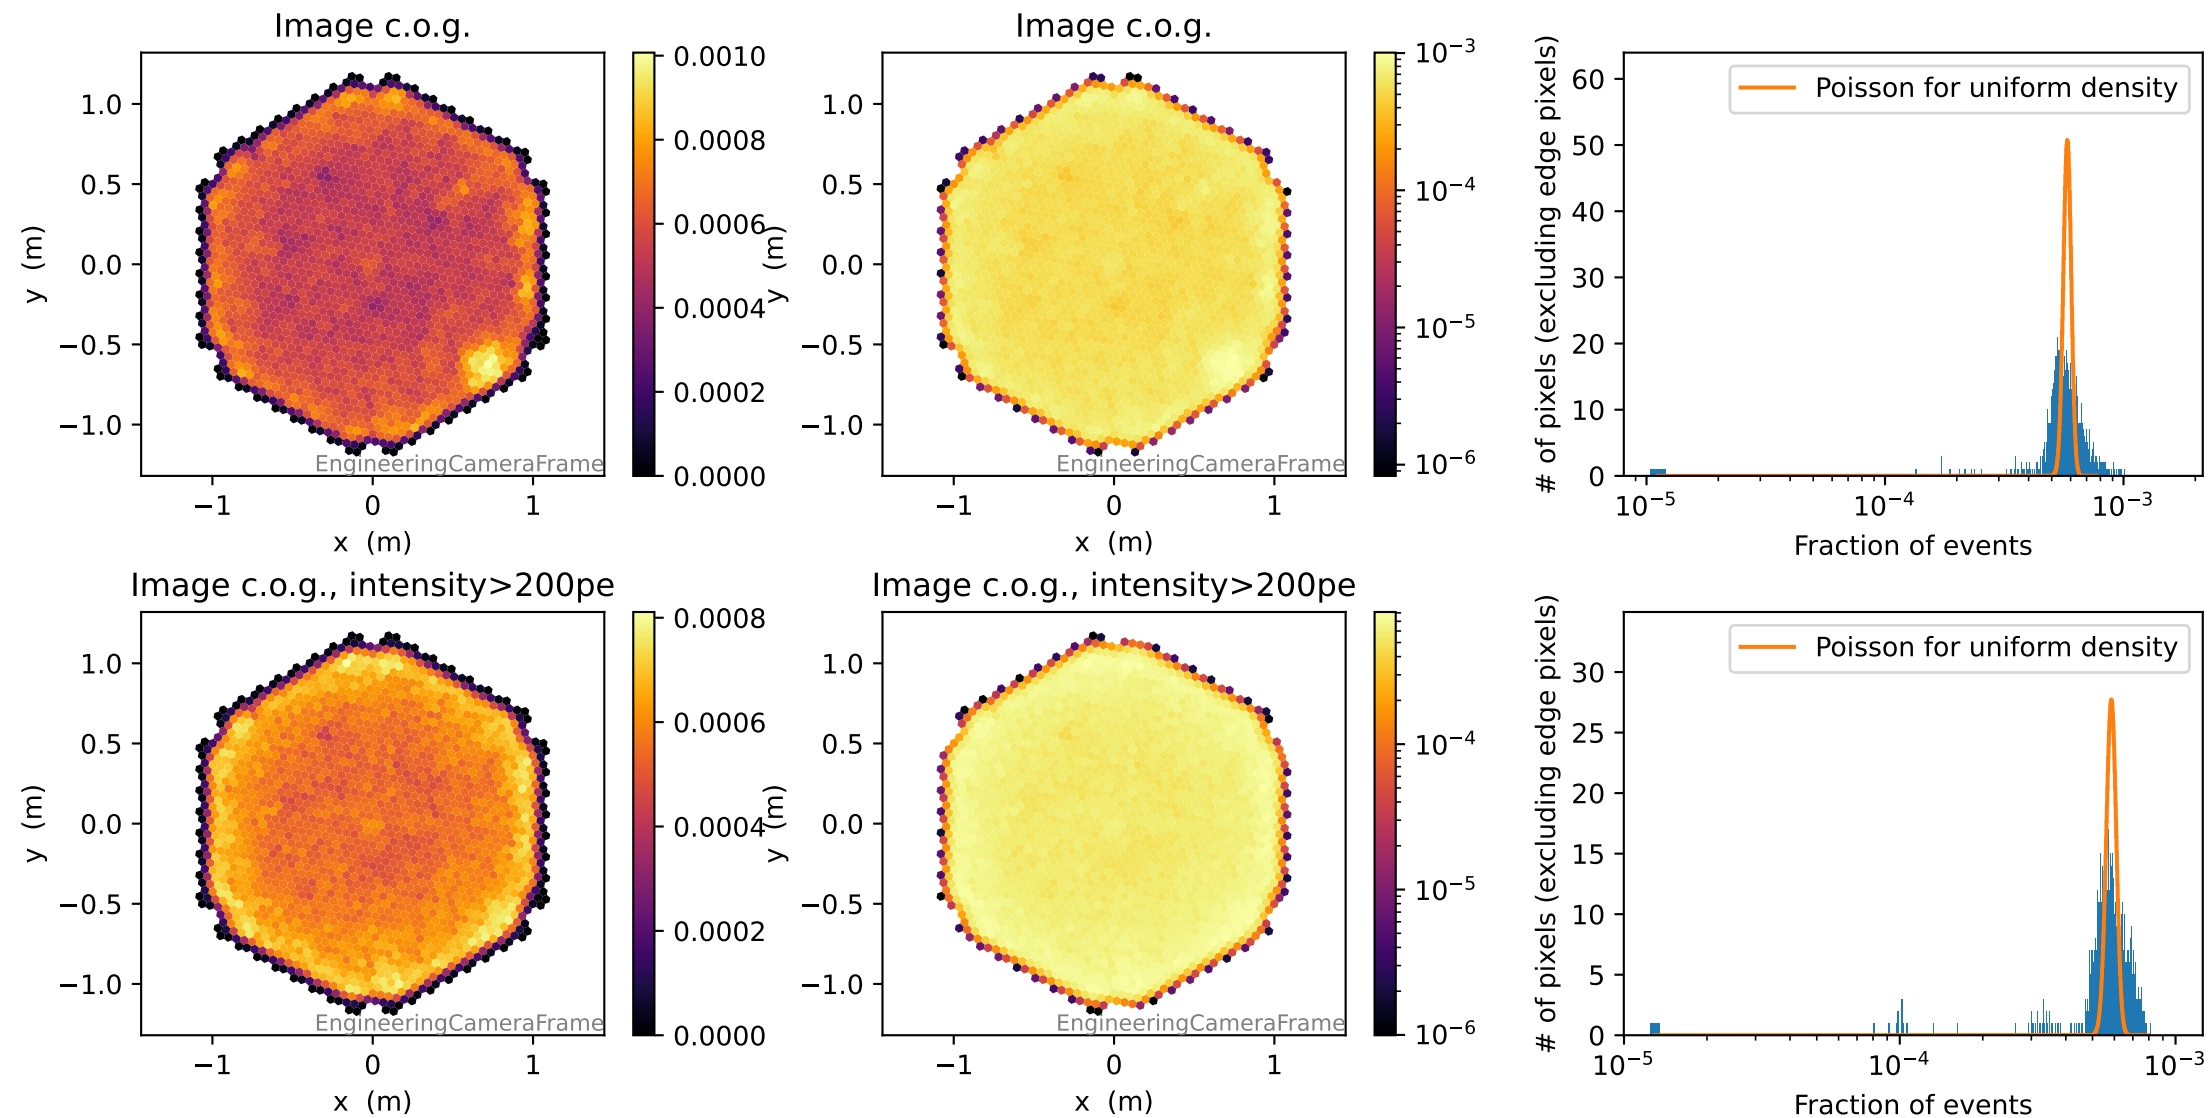 Image c.o.g.
y (m)
1.0
0.5
0.0
−0.5
−1.0
EngineeringCameraFrame
−1 0 1
x (m)
0.0010
0.0008
0.0006
0.0004
0.0002
0.0000
Image c.o.g.
y (m)
1.0
0.5
0.0
−0.5
−1.0
EngineeringCameraFrame
−1 0 1
x (m)
10⁻³
10⁻⁴
10⁻⁵
10⁻⁶
# of pixels (excluding edge pixels)
60
50
40
30
20
10
0
Poisson for uniform density
10⁻⁵ 10⁻⁴ 10⁻³
Fraction of events
Image c.o.g., intensity>200pe
y (m)
1.0
0.5
0.0
−0.5
−1.0
EngineeringCameraFrame
−1 0 1
x (m)
0.0008
0.0006
0.0004
0.0002
0.0000
Image c.o.g., intensity>200pe
y (m)
1.0
0.5
0.0
−0.5
−1.0
EngineeringCameraFrame
−1 0 1
x (m)
10⁻⁴
10⁻⁵
10⁻⁶
# of pixels (excluding edge pixels)
30
25
20
15
10
5
0
Poisson for uniform density
10⁻⁵ 10⁻⁴ 10⁻³
Fraction of events